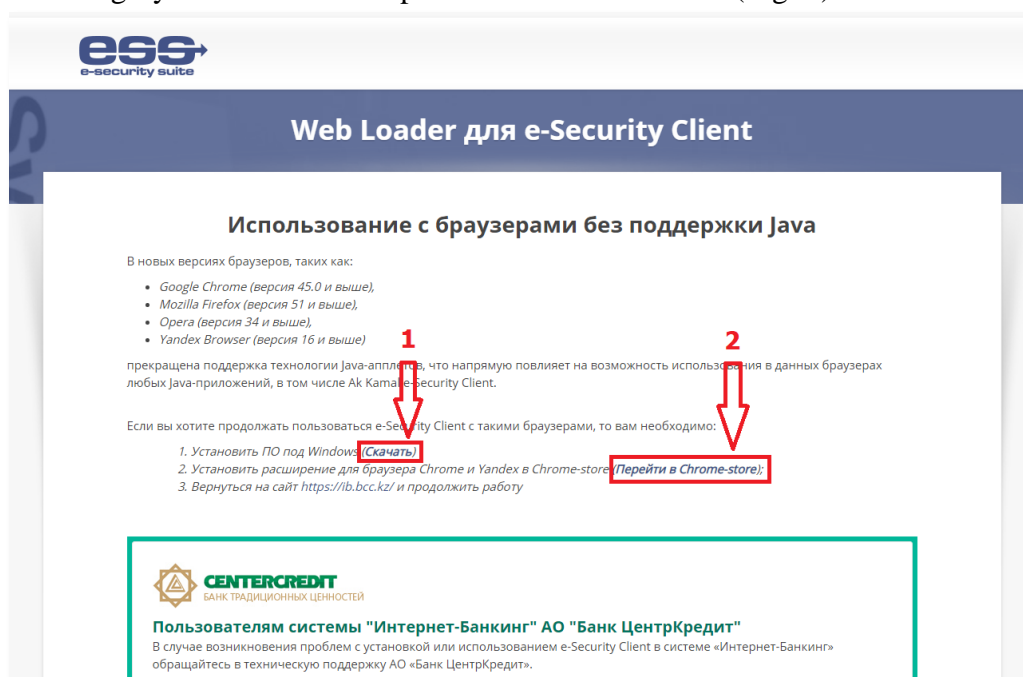 ess
e-security suite
Web Loader для e-Security Client
Использование с браузерами без поддержки Java
В новых версиях браузеров, таких как:
• Google Chrome (версия 45.0 и выше),
• Mozilla Firefox (версия 51 и выше),
• Opera (версия 34 и выше),
• Yandex Browser (версия 16 и выше)
1
2
прекращена поддержка технологии Java-апплетов, что напрямую повлияет на возможность использования в данных браузерах
любых Java-приложений, в том числе Ak Kamal e-Security Client.
Если вы хотите продолжать пользоваться e-Security Client с такими браузерами, то вам необходимо:
1. Установить ПО под Windows (Скачать)
2. Установить расширение для браузера Chrome и Yandex в Chrome-store (Перейти в Chrome-store);
3. Вернуться на сайт https://ib.bcc.kz/ и продолжить работу
CENTERCREDIT
БАНК ТРАДИЦИОННЫХ ЦЕННОСТЕЙ
Пользователям системы "Интернет-Банкинг" АО "Банк ЦентрКредит"
В случае возникновения проблем с установкой или использованием e-Security Client в системе «Интернет-Банкинг»
обращайтесь в техническую поддержку АО «Банк ЦентрКредит».